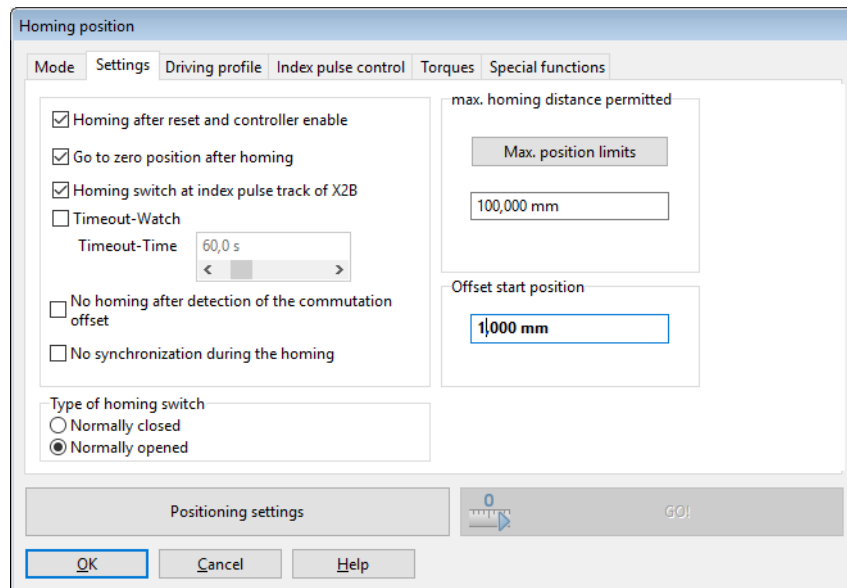 Homing position
Mode Settings Driving profile Index pulse control Torques Special functions
Homing after reset and controller enable
Go to zero position after homing
Homing switch at index pulse track of X2B
Timeout-Watch
Timeout-Time 60,0 s
No homing after detection of the commutation
offset
No synchronization during the homing
Type of homing switch
Normally closed
Normally opened
max. homing distance permitted
Max. position limits
100,000 mm
Offset start position
1,000 mm
Positioning settings
0
GO!
OK Cancel Help